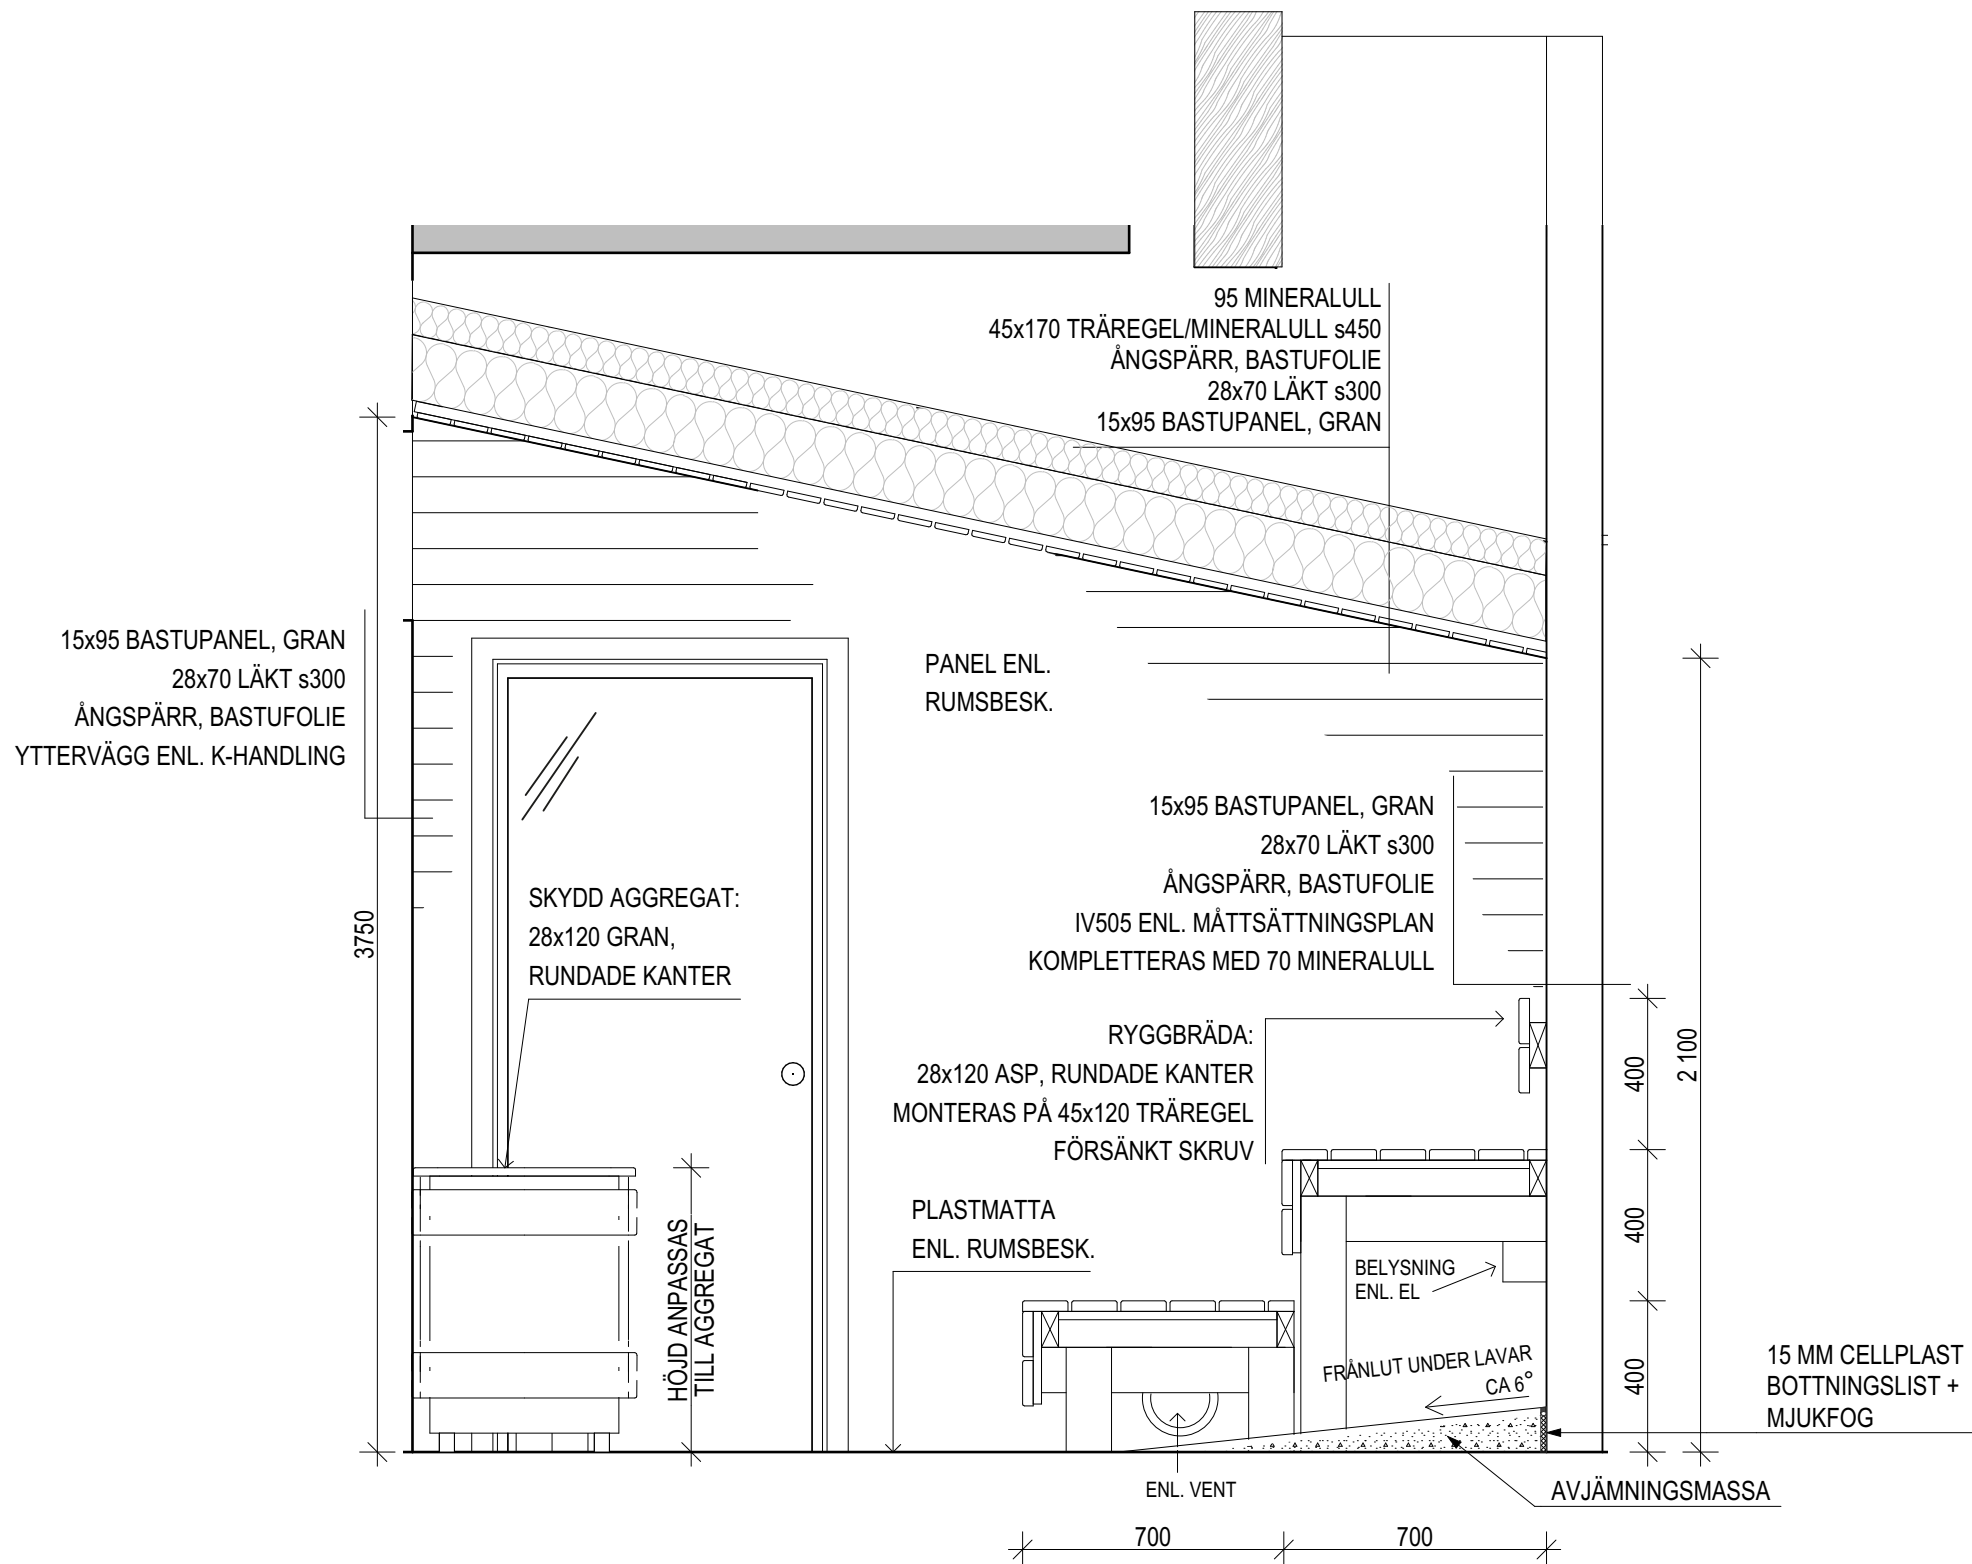 95 MINERALULL
45x170 TRÄREGEL/MINERALULL s450
ÅNGSPÄRR, BASTUFOLIE
28x70 LÄKT s300
15x95 BASTUPANEL, GRAN
15x95 BASTUPANEL, GRAN
28x70 LÄKT s300
ÅNGSPÄRR, BASTUFOLIE
YTTERVÄGG ENL. K-HANDLING
PANEL ENL.
RUMSBESK.
15x95 BASTUPANEL, GRAN
28x70 LÄKT s300
ÅNGSPÄRR, BASTUFOLIE
IV505 ENL. MÅTTSÄTTNINGSPLAN
KOMPLETTERAS MED 70 MINERALULL
SKYDD AGGREGAT:
28x120 GRAN,
RUNDADE KANTER
3750
RYGGBRÄDA:
28x120 ASP, RUNDADE KANTER
MONTERAS PÅ 45x120 TRÄREGEL
FÖRSÄNKT SKRUV
400
2 100
PLASTMATTA
ENL. RUMSBESK.
HÖJD ANPASSAS
TILL AGGREGAT
400
BELYSNING
ENL. EL
FRÅNLUT UNDER LAVAR
CA 6°
400
15 MM CELLPLAST
BOTTNINGSLIST +
MJUKFOG
ENL. VENT
AVJÄMNINGSMASSA
700
700